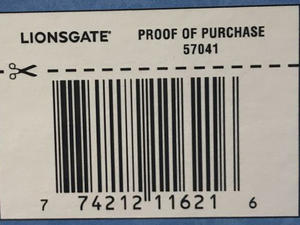 LIONSGATE® PROOF OF PURCHASE
57041
7 74212 11621 6